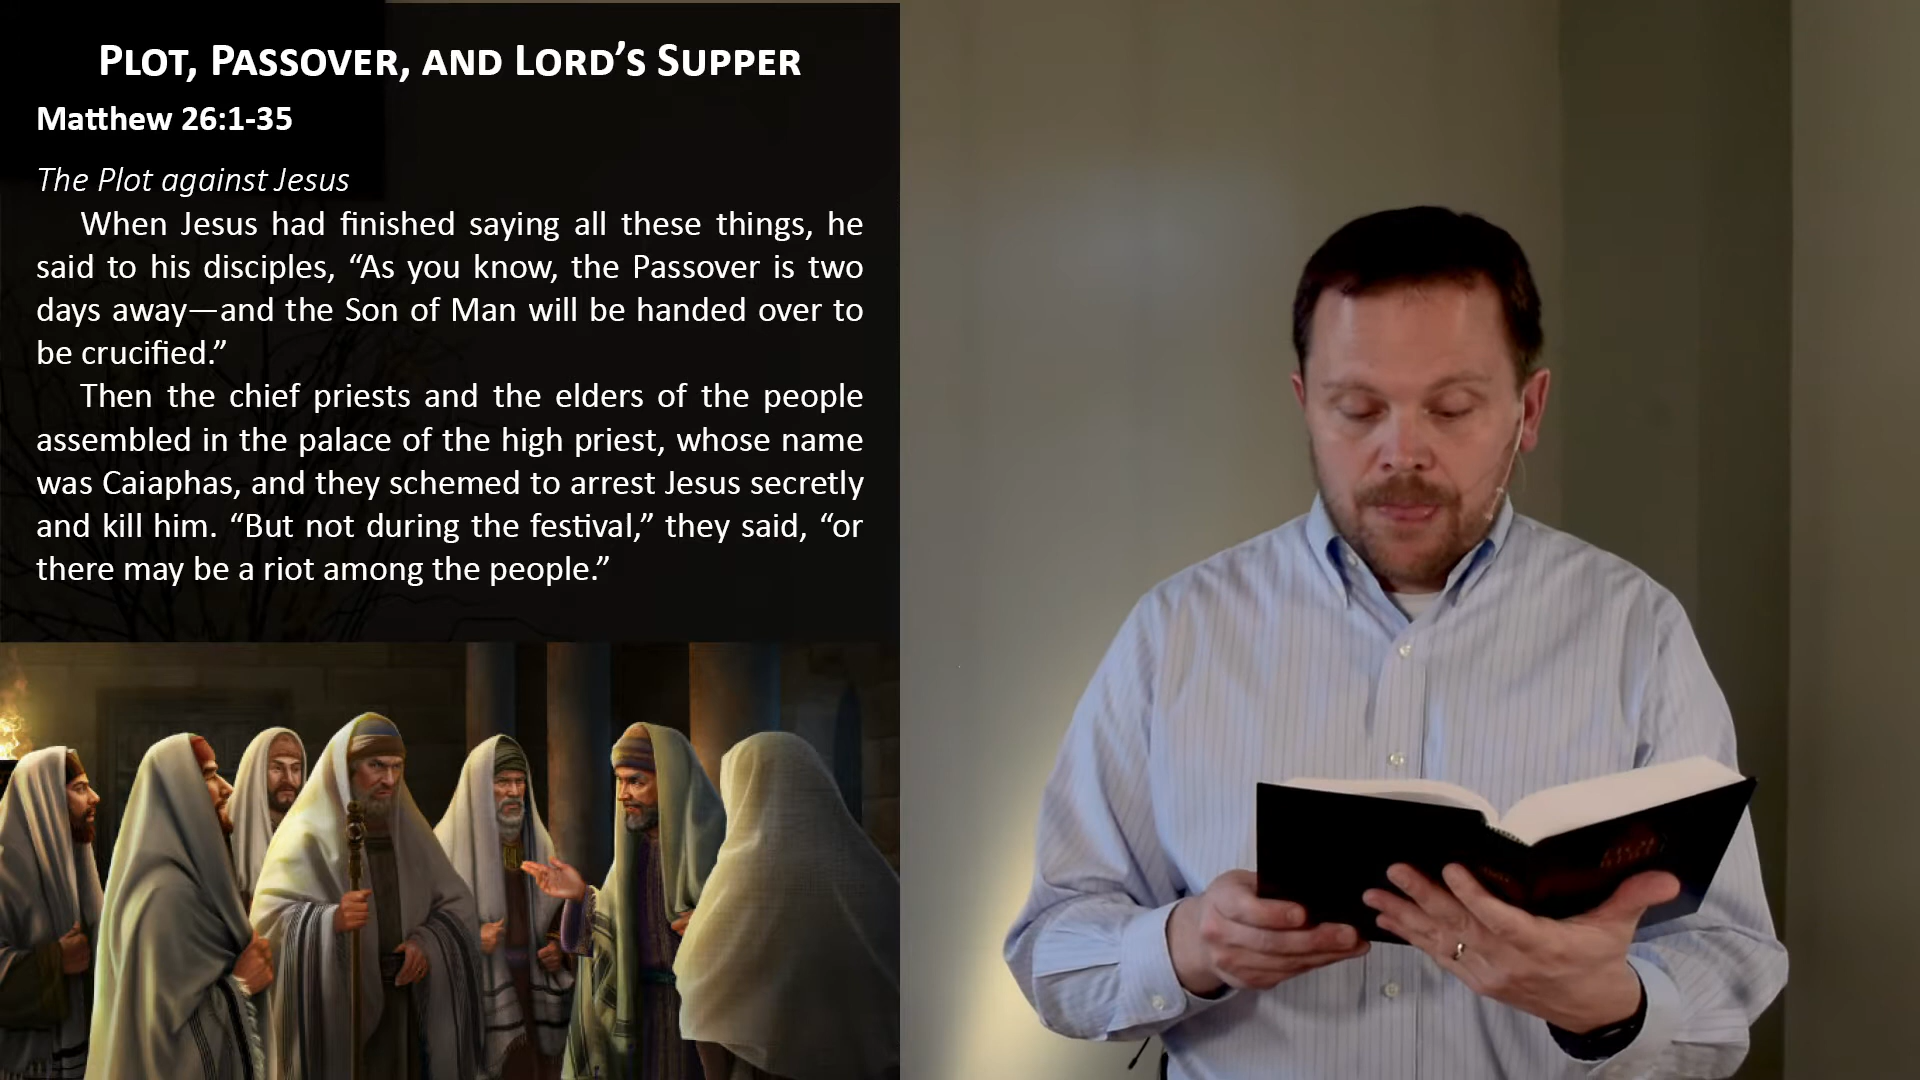 Plot, Passover, and Lord’s Supper
Matthew 26:1-35
The Plot against Jesus
When Jesus had finished saying all these things, he
said to his disciples, “As you know, the Passover is two
days away—and the Son of Man will be handed over to
be crucified.”
Then the chief priests and the elders of the people
assembled in the palace of the high priest, whose name
was Caiaphas, and they schemed to arrest Jesus secretly
and kill him. “But not during the festival,” they said, “or
there may be a riot among the people.”